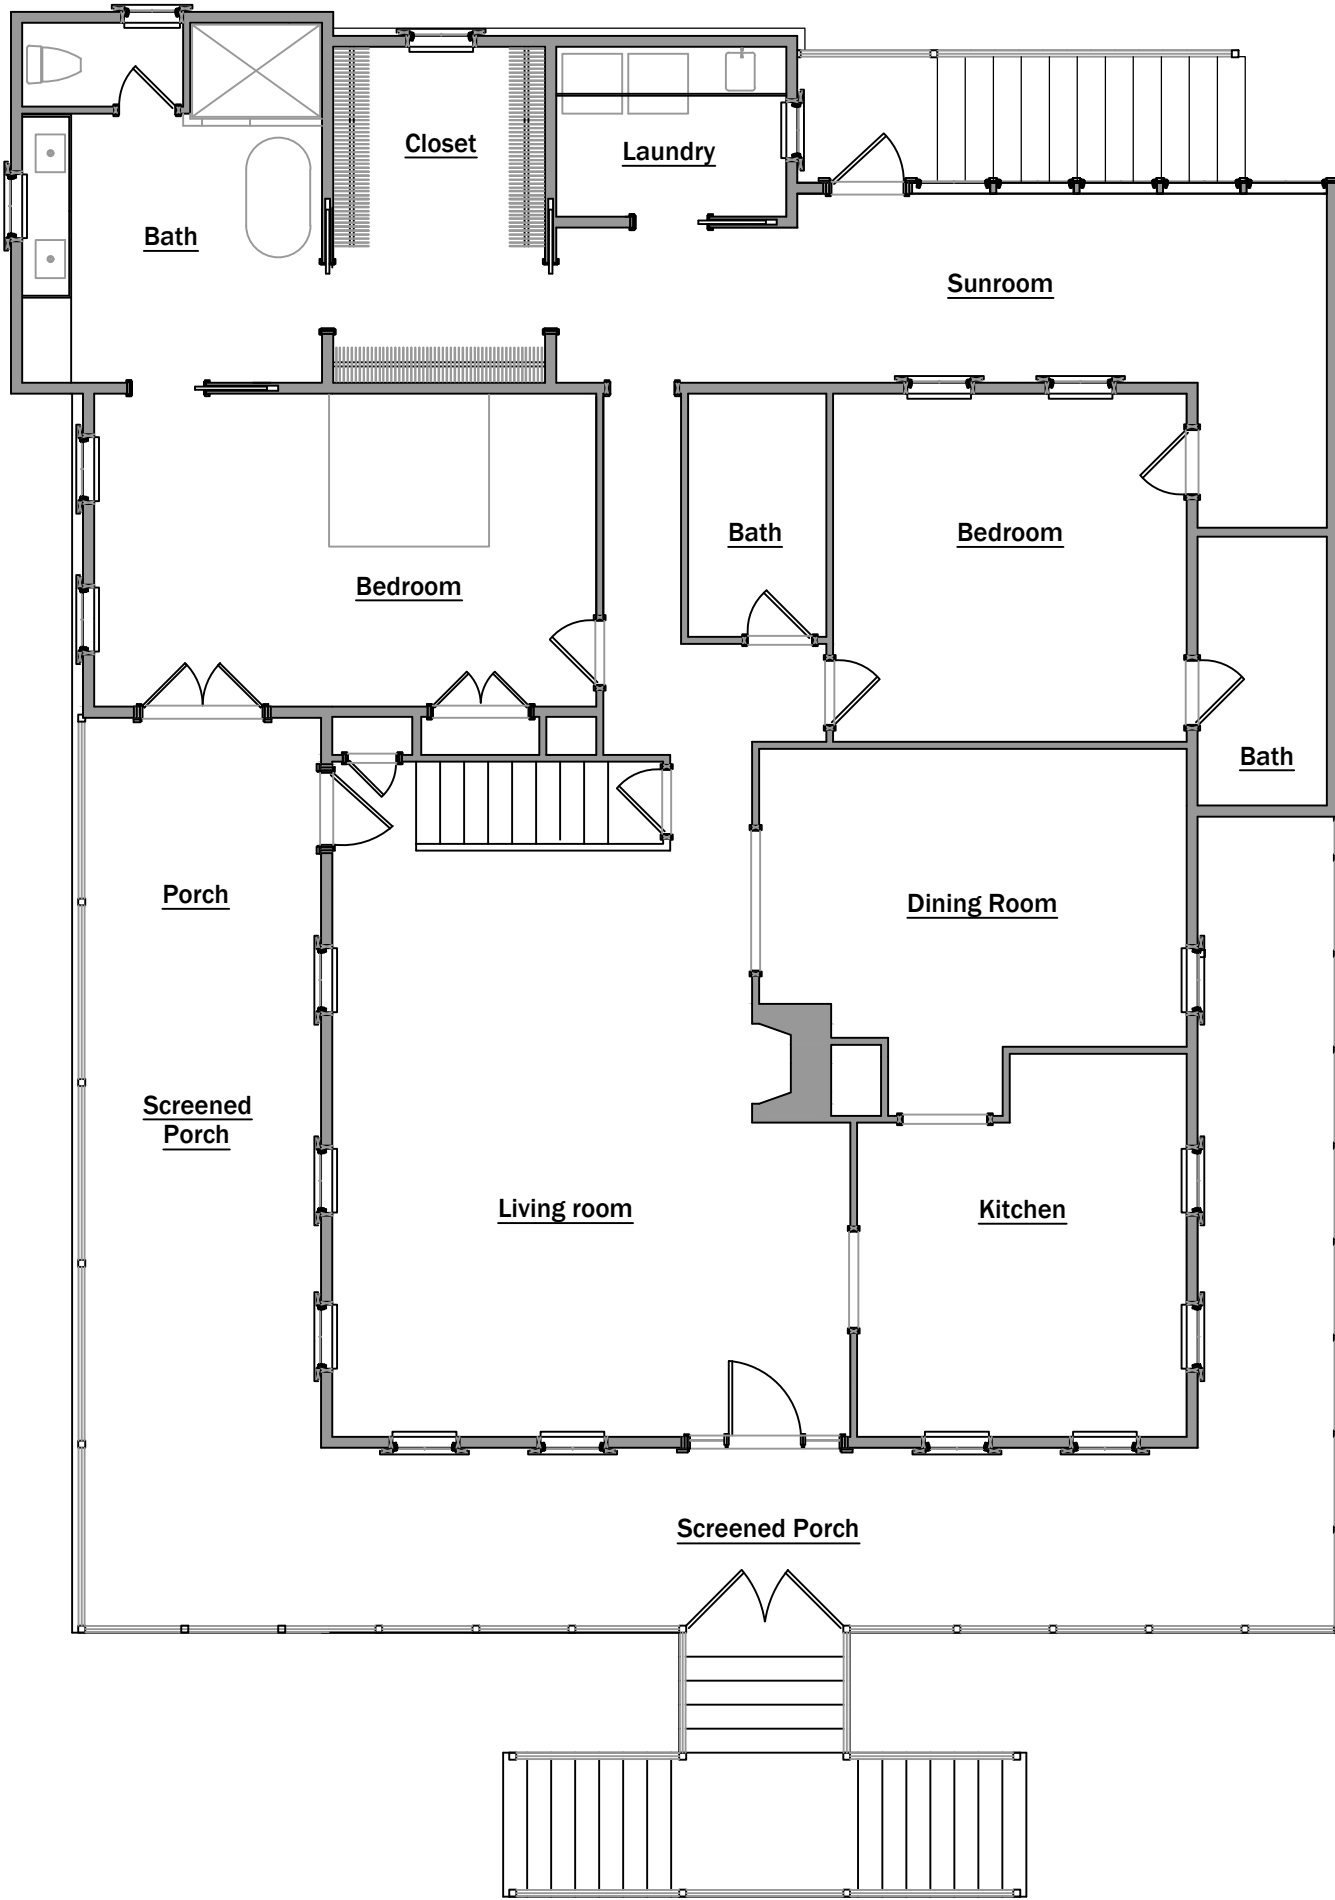 Closet
Laundry
Bath
Sunroom
Bath
Bedroom
Bedroom
Bath
Porch
Dining Room
Screened
Porch
Living room
Kitchen
Screened Porch